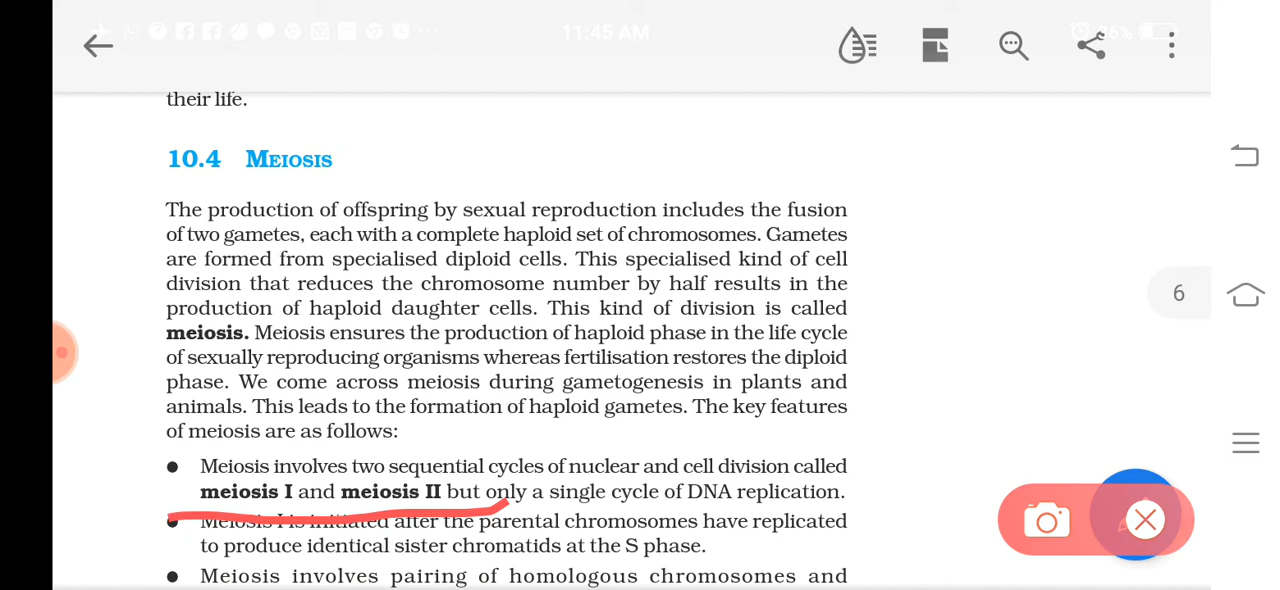 11:45 AM
36%
their life.
10.4 MEIOSIS
The production of offspring by sexual reproduction includes the fusion
of two gametes, each with a complete haploid set of chromosomes. Gametes
are formed from specialised diploid cells. This specialised kind of cell
division that reduces the chromosome number by half results in the
production of haploid daughter cells. This kind of division is called
meiosis. Meiosis ensures the production of haploid phase in the life cycle
of sexually reproducing organisms whereas fertilisation restores the diploid
phase. We come across meiosis during gametogenesis in plants and
animals. This leads to the formation of haploid gametes. The key features
of meiosis are as follows:
● Meiosis involves two sequential cycles of nuclear and cell division called
meiosis I and meiosis II but only a single cycle of DNA replication.
● Meiosis I is initiated after the parental chromosomes have replicated
to produce identical sister chromatids at the S phase.
● Meiosis involves pairing of homologous chromosomes and
6